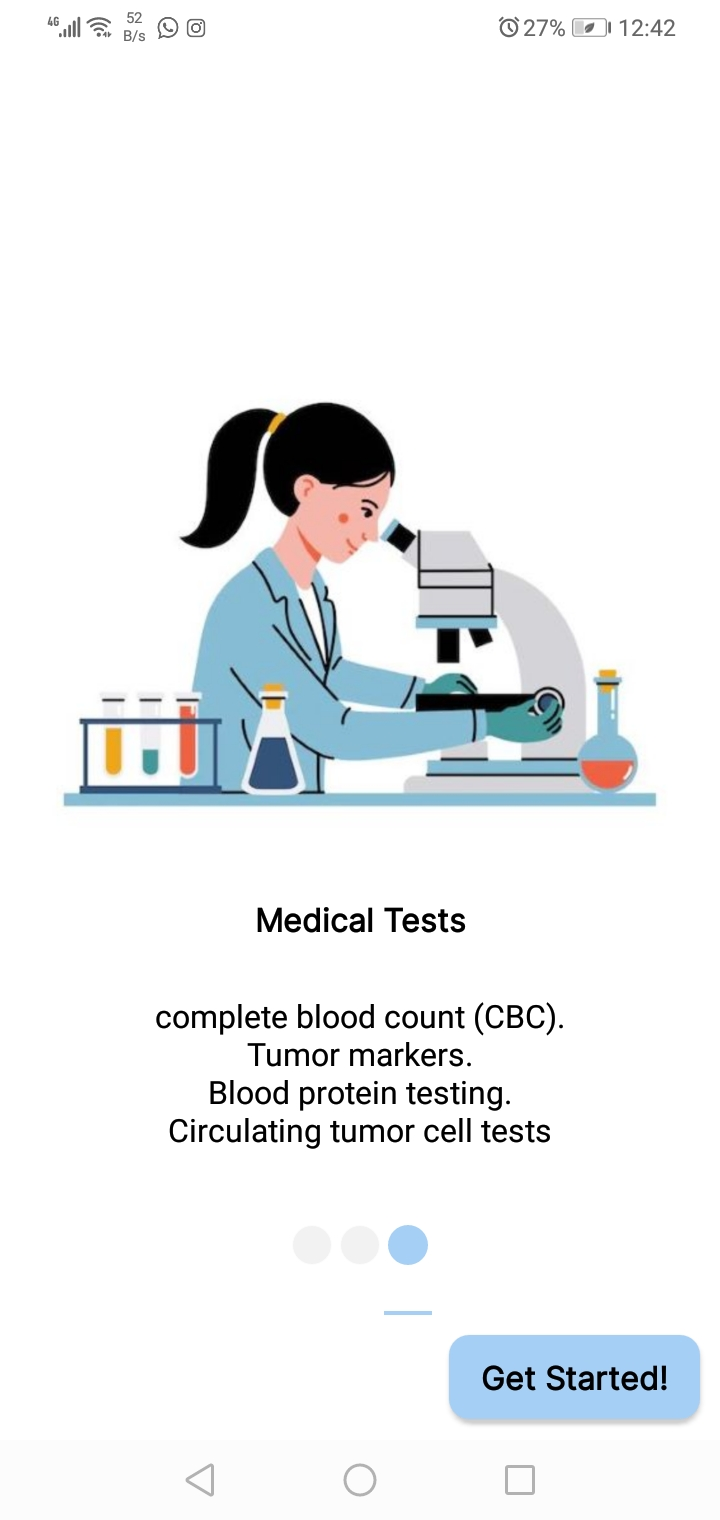 4G 52 B/s 27% 12:42
Medical Tests
complete blood count (CBC).
Tumor markers.
Blood protein testing.
Circulating tumor cell tests
Get Started!